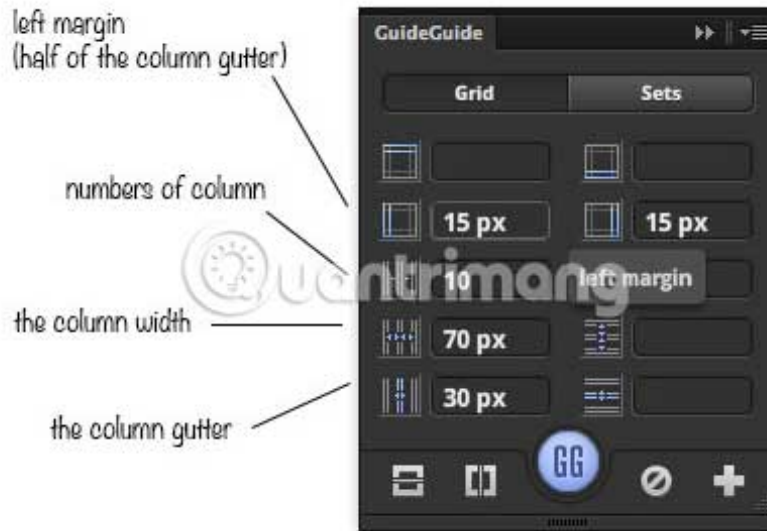 left margin
(half of the column gutter)
numbers of column
the column width
the column gutter
GuideGuide
Grid
Sets
15 px
15 px
10
left margin
70 px
30 px
GG
Quantrimang